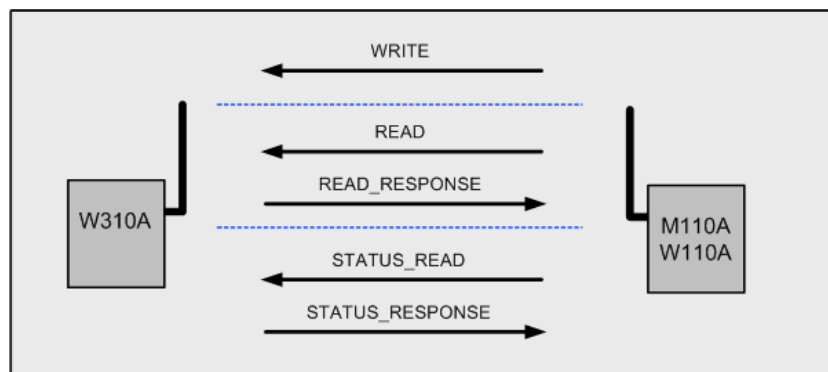 WRITE
READ
READ_RESPONSE
W310A
M110A
W110A
STATUS_READ
STATUS_RESPONSE